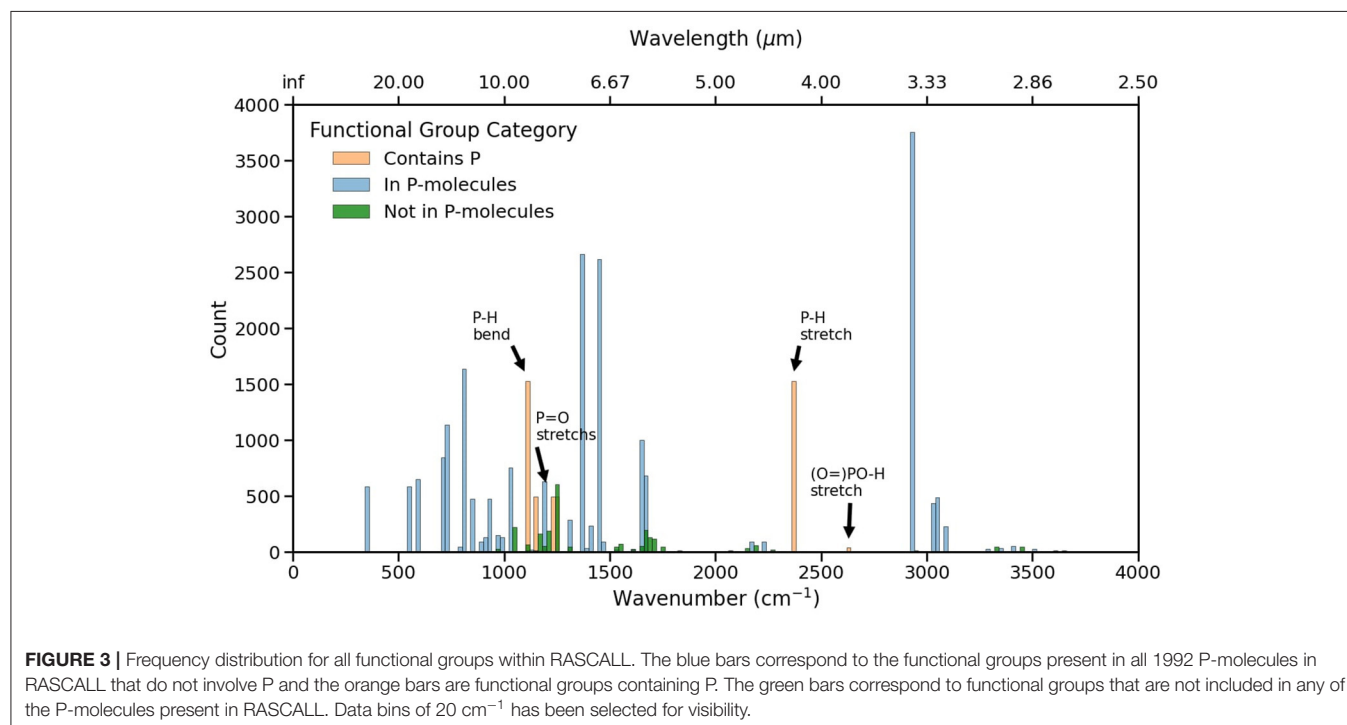 Wavelength (μm)
inf 20.00 10.00 6.67 5.00 4.00 3.33 2.86 2.50
4000
Functional Group Category
Contains P
3500
In P-molecules
Not in P-molecules
3000
2500
Count
2000
P-H
bend
P-H
stretch
1500
P=O
stretchs
1000
(O=)PO-H
stretch
500
0
0 500 1000 1500 2000 2500 3000 3500 4000
Wavenumber (cm⁻¹)
FIGURE 3 | Frequency distribution for all functional groups within RASCALL. The blue bars correspond to the functional groups present in all 1992 P-molecules in
RASCALL that do not involve P and the orange bars are functional groups containing P. The green bars correspond to functional groups that are not included in any of
the P-molecules present in RASCALL. Data bins of 20 cm⁻¹ has been selected for visibility.